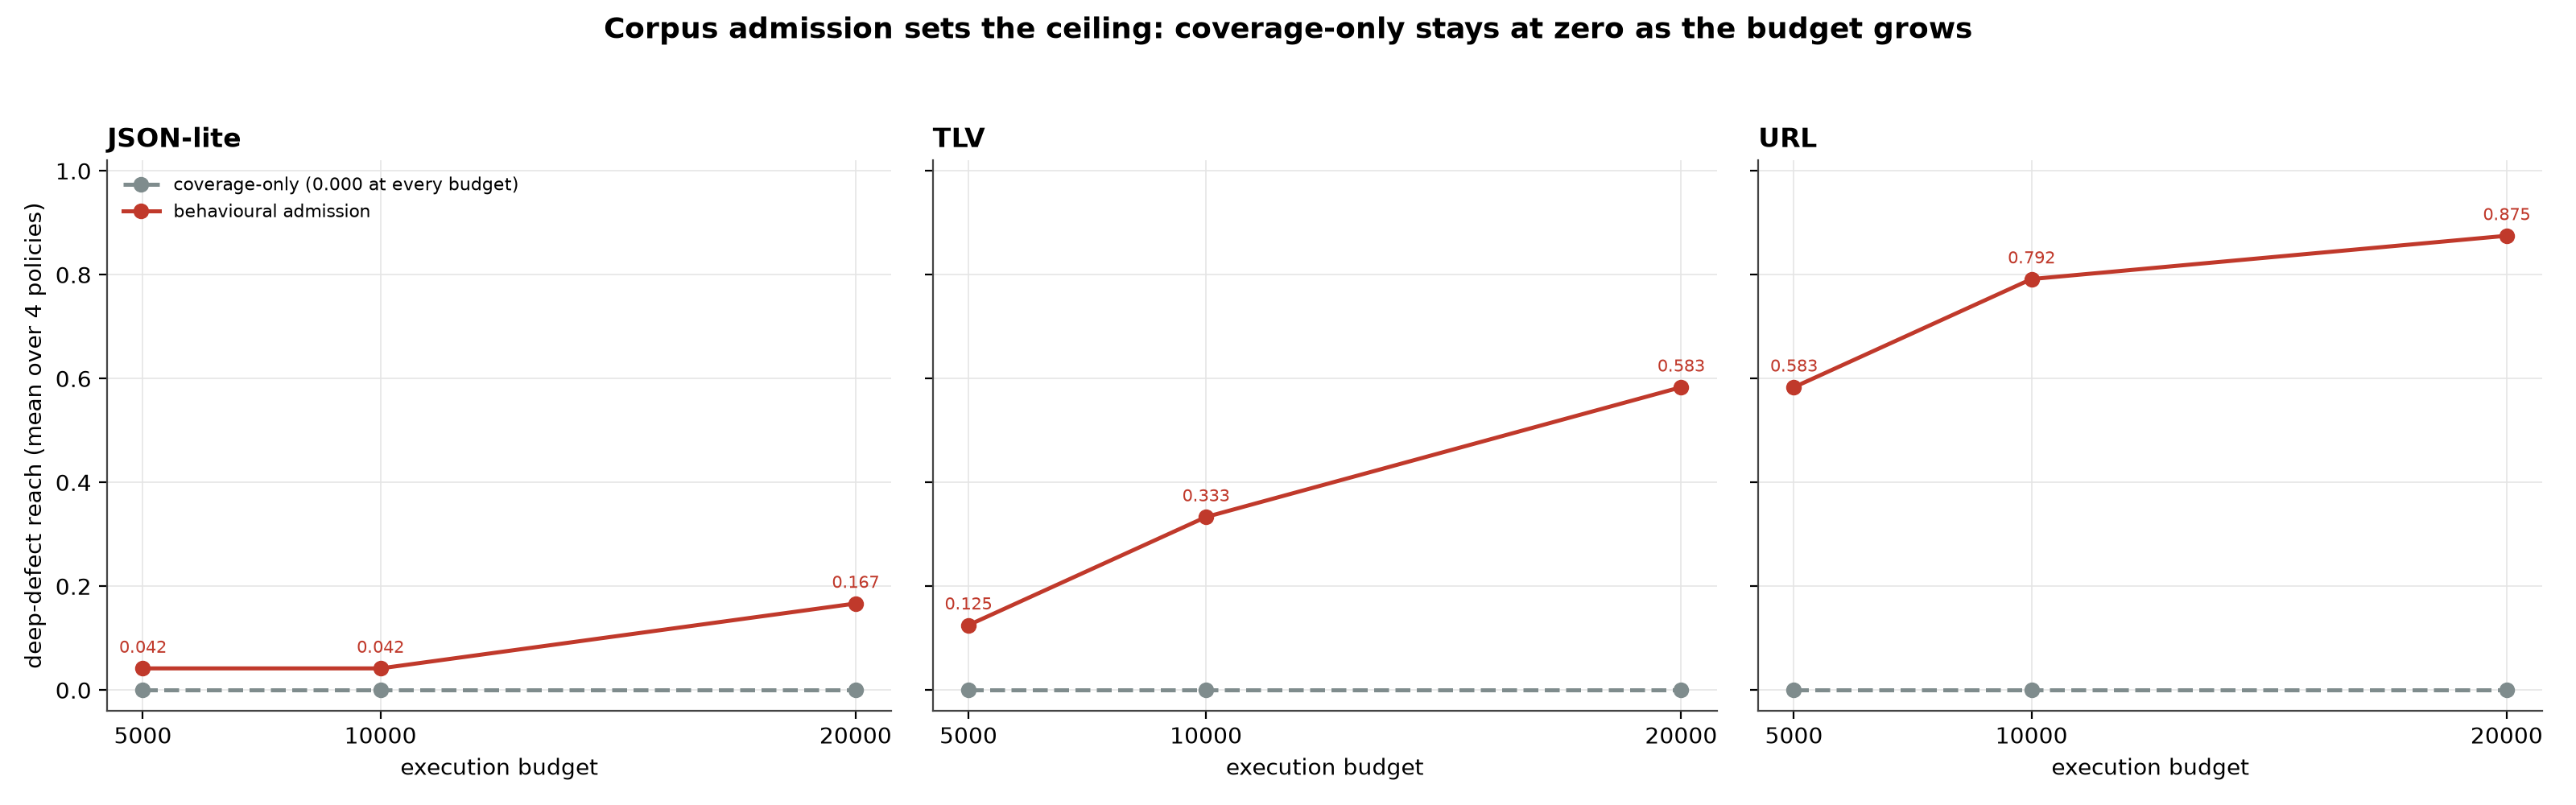 Corpus admission sets the ceiling: coverage-only stays at zero as the budget grows
JSON-lite
deep-defect reach (mean over 4 policies)
1.0
0.8
0.6
0.4
0.2
0.0
coverage-only (0.000 at every budget)
behavioural admission
0.042
0.042
0.167
5000
10000
20000
execution budget
TLV
0.125
0.333
0.583
5000
10000
20000
execution budget
URL
0.583
0.792
0.875
5000
10000
20000
execution budget